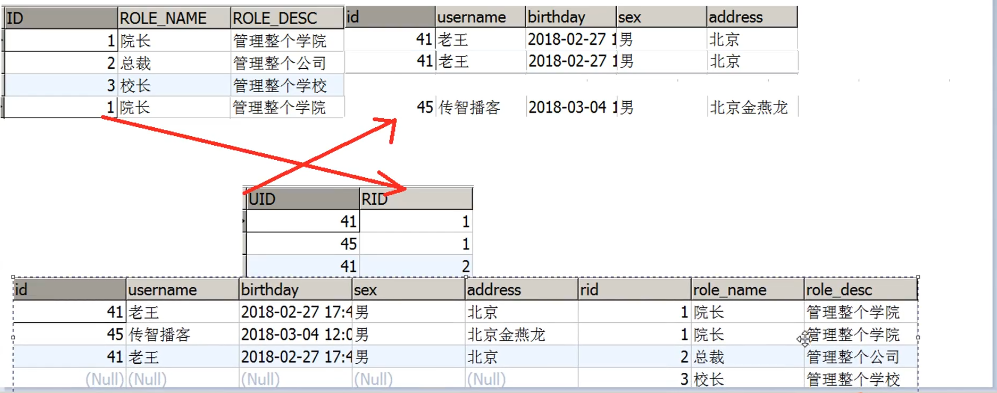 ID ROLE_NAME ROLE_DESC id username birthday sex address
1 院长 管理整个学院 41 老王 2018-02-27 1 男 北京
2 总裁 管理整个公司 41 老王 2018-02-27 1 男 北京
3 校长 管理整个学校
1 院长 管理整个学院 45 传智播客 2018-03-04 1 男 北京金燕龙
UID RID
41 1
45 1
41 2
id username birthday sex address rid role_name role_desc
41 老王 2018-02-27 17:4 男 北京 1 院长 管理整个学院
45 传智播客 2018-03-04 12:0 男 北京金燕龙 1 院长 管理整个学院
41 老王 2018-02-27 17:4 男 北京 2 总裁 管理整个公司
(Null) (Null) (Null) (Null) (Null) 3 校长 管理整个学校